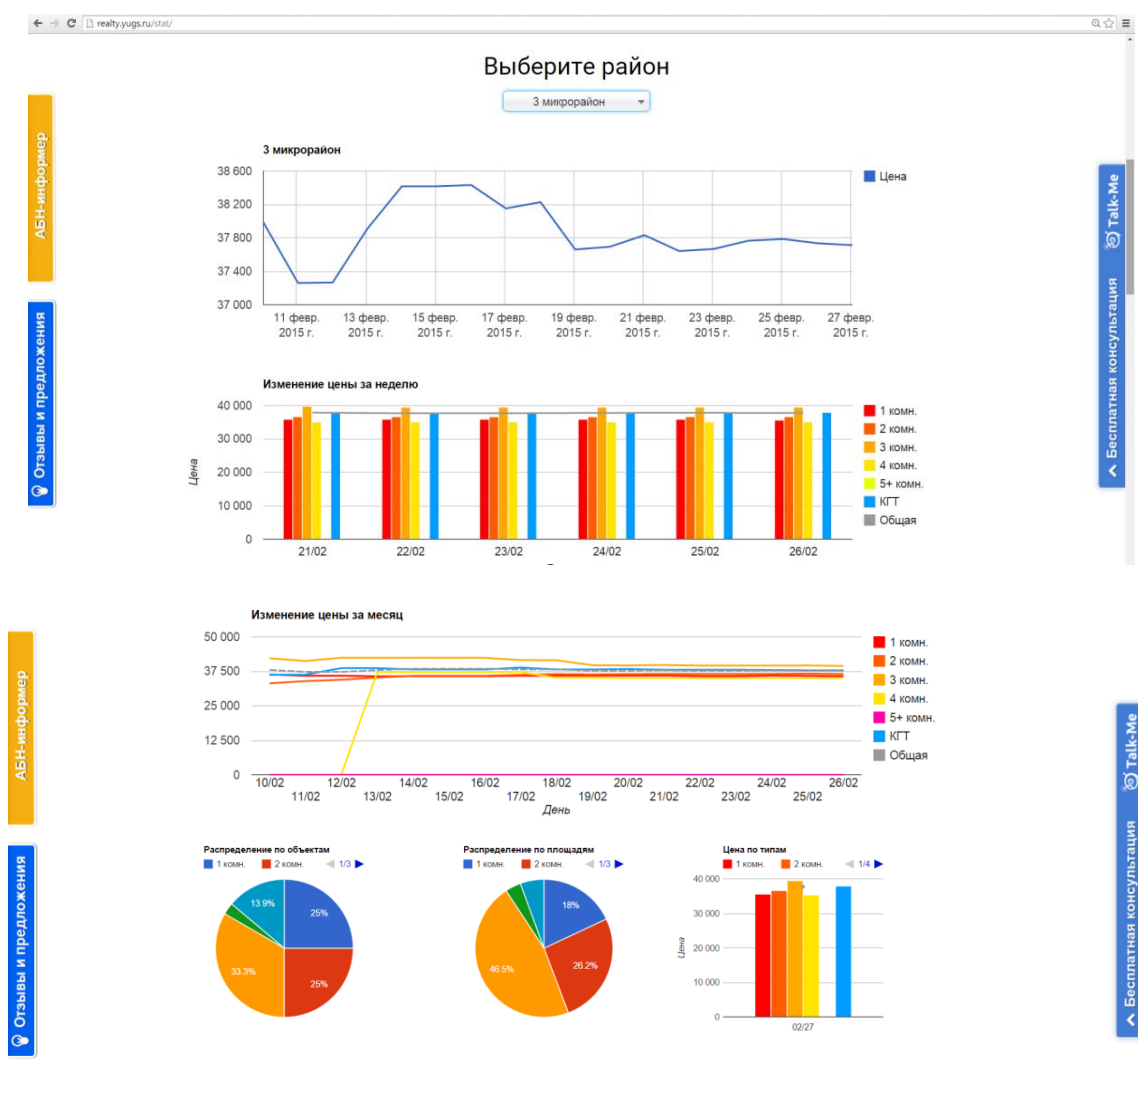 realty.yugs.ru/stat/
Выберите район
3 микрорайон
3 микрорайон
38 600
38 200
37 800
37 400
37 000
Цена
11 февр. 13 февр. 15 февр. 17 февр. 19 февр. 21 февр. 23 февр. 25 февр. 27 февр.
2015 г. 2015 г. 2015 г. 2015 г. 2015 г. 2015 г. 2015 г. 2015 г. 2015 г.
Изменение цены за неделю
40 000
30 000
20 000
10 000
0
Цена
21/02 22/02 23/02 24/02 25/02 26/02
1 комн.
2 комн.
3 комн.
4 комн.
5+ комн.
КГТ
Общая
АБН-информер
Отзывы и предложения
Talk-Me
Бесплатная консультация
Изменение цены за месяц
50 000
37 500
25 000
12 500
0
10/02 12/02 14/02 16/02 18/02 20/02 22/02 24/02 26/02
11/02 13/02 15/02 17/02 19/02 21/02 23/02 25/02
День
1 комн.
2 комн.
3 комн.
4 комн.
5+ комн.
КГТ
Общая
Распределение по объектам
1 комн. 2 комн. 1/3
13.9%
25%
33.3%
25%
Распределение по площадям
1 комн. 2 комн. 1/3
18%
46.5%
26.2%
Цена по типам
1 комн. 2 комн. 1/4
40 000
30 000
20 000
10 000
0
Цена
02/27
АБН-информер
Отзывы и предложения
Talk-Me
Бесплатная консультация